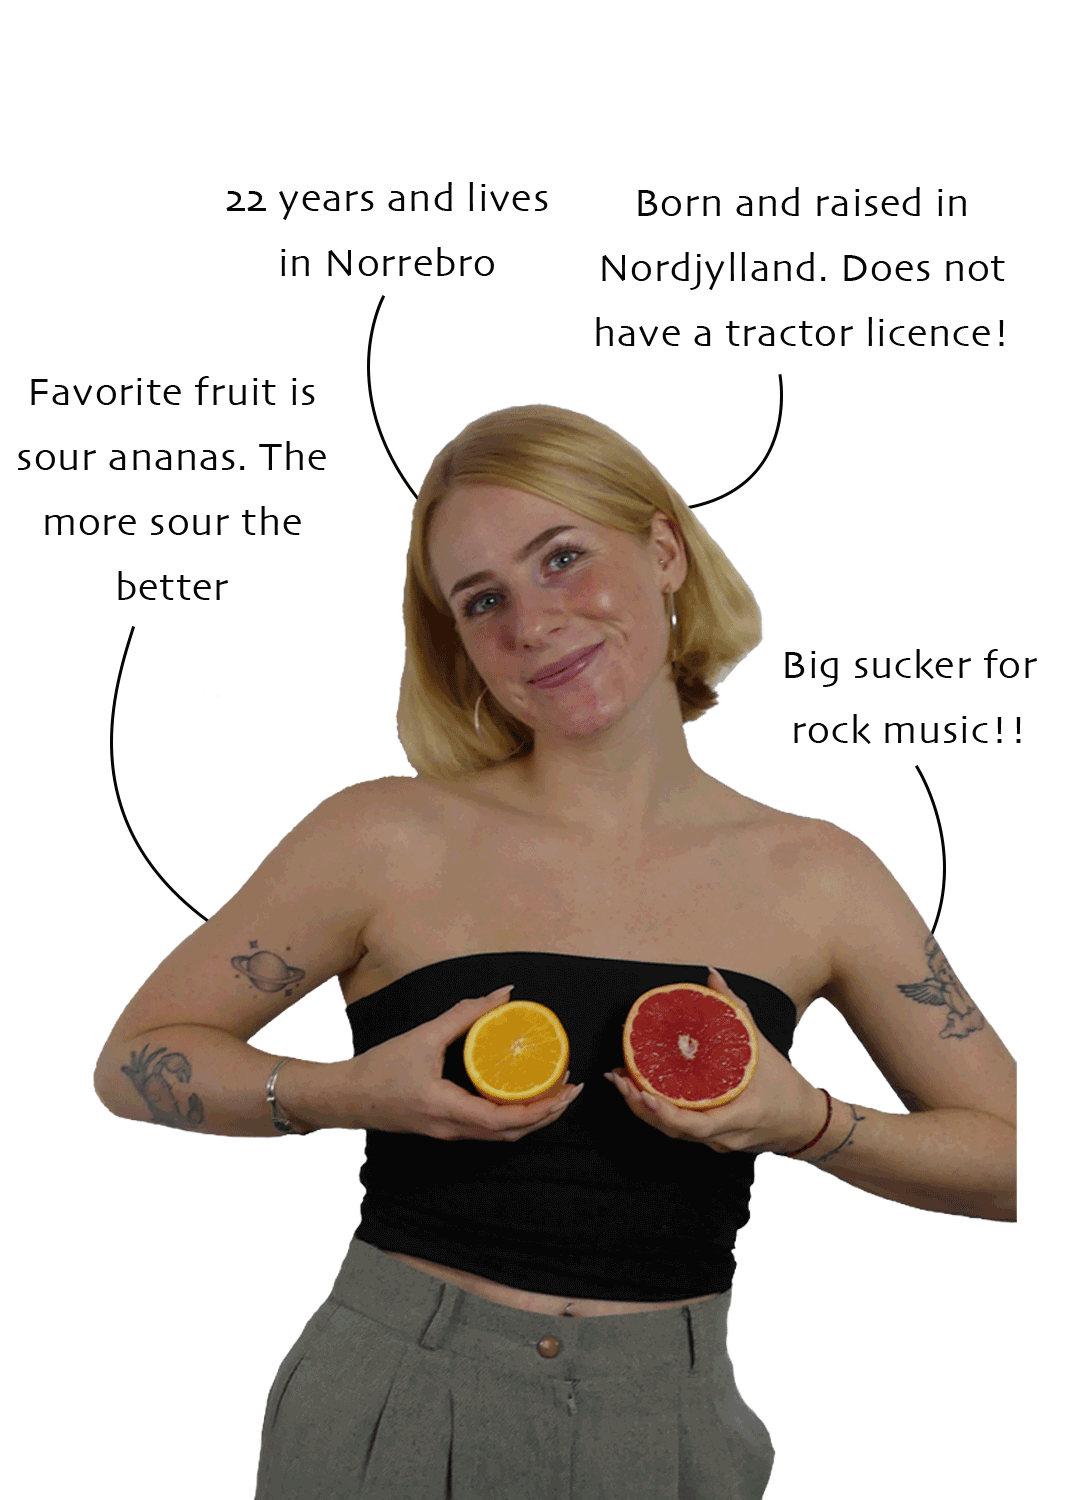 22 years and lives
in Norrebro
Born and raised in
Nordjylland. Does not
have a tractor licence!
Favorite fruit is
sour ananas. The
more sour the
better
Big sucker for
rock music!!